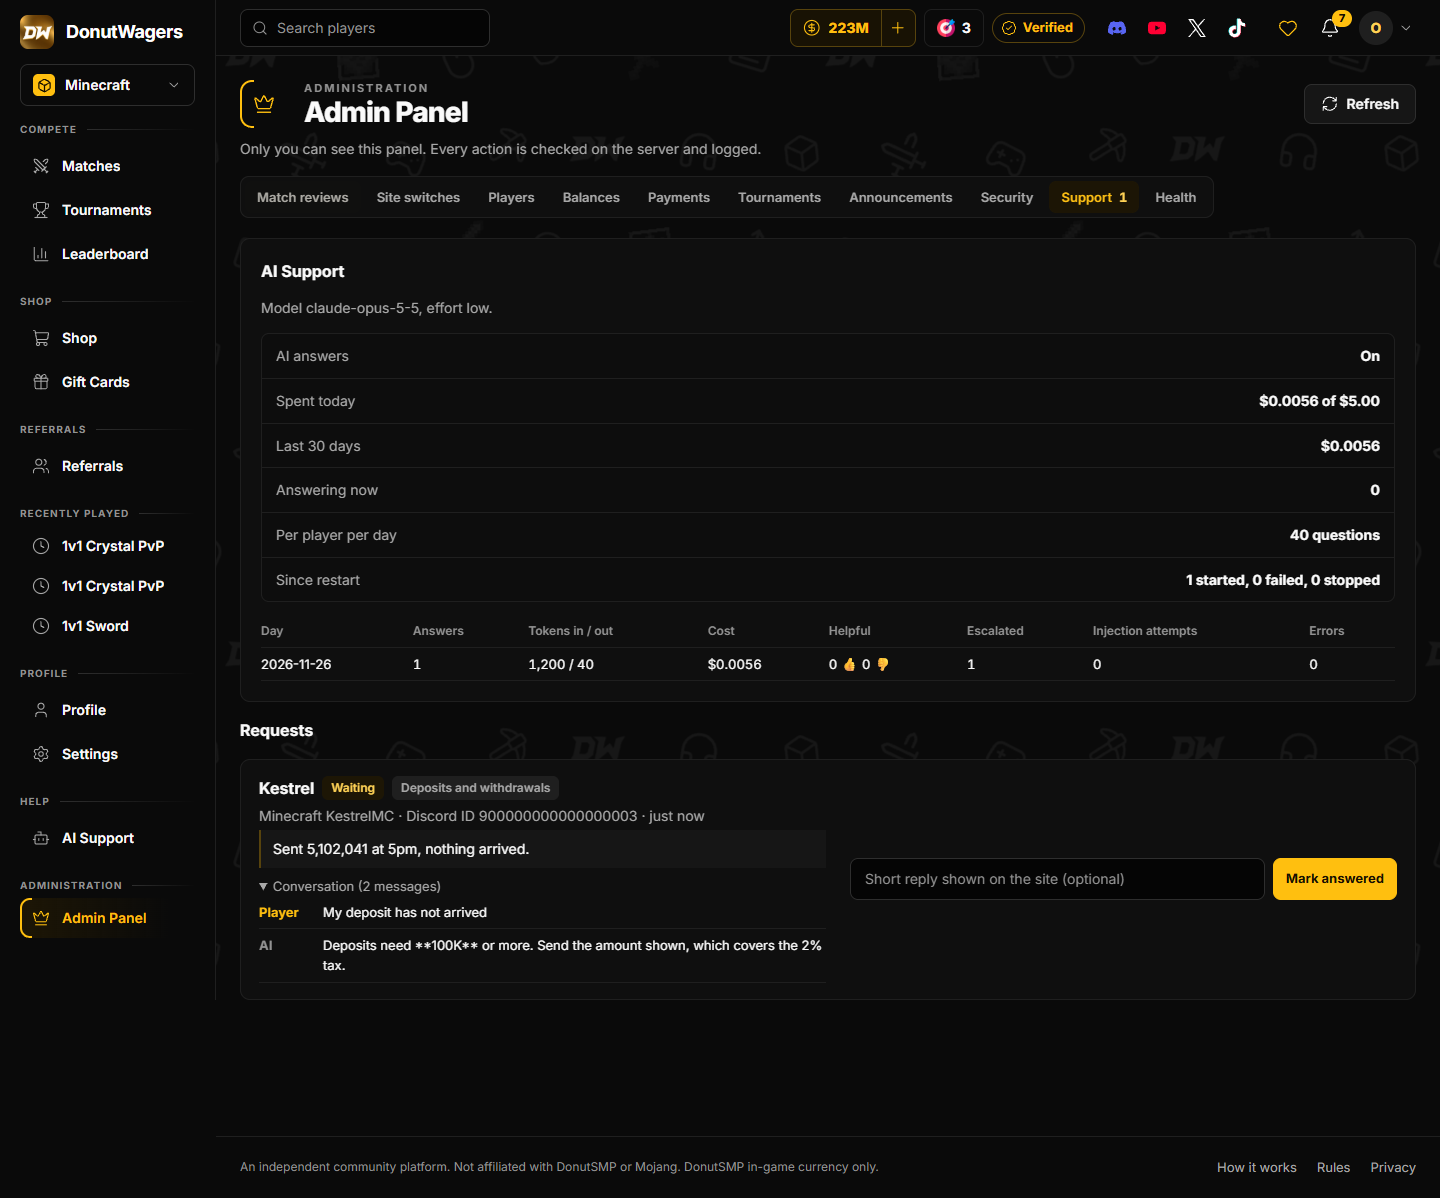 DW DonutWagers
Search players
223M
3
Verified
7
O
Minecraft
COMPETE
Matches
Tournaments
Leaderboard
SHOP
Shop
Gift Cards
REFERRALS
Referrals
RECENTLY PLAYED
1v1 Crystal PvP
1v1 Crystal PvP
1v1 Sword
PROFILE
Profile
Settings
HELP
AI Support
ADMINISTRATION
Admin Panel
ADMINISTRATION
Admin Panel
Refresh
Only you can see this panel. Every action is checked on the server and logged.
Match reviews Site switches Players Balances Payments Tournaments Announcements Security Support 1 Health
AI Support
Model claude-opus-5-5, effort low.
AI answers On
Spent today $0.0056 of $5.00
Last 30 days $0.0056
Answering now 0
Per player per day 40 questions
Since restart 1 started, 0 failed, 0 stopped
Day Answers Tokens in / out Cost Helpful Escalated Injection attempts Errors
2026-11-26 1 1,200 / 40 $0.0056 0 👍 0 👎 1 0 0
Requests
Kestrel Waiting Deposits and withdrawals
Minecraft KestrelMC · Discord ID 900000000000000003 · just now
Sent 5,102,041 at 5pm, nothing arrived.
▼ Conversation (2 messages)
Player My deposit has not arrived
AI Deposits need **100K** or more. Send the amount shown, which covers the 2%
tax.
Short reply shown on the site (optional)
Mark answered
An independent community platform. Not affiliated with DonutSMP or Mojang. DonutSMP in-game currency only.
How it works Rules Privacy